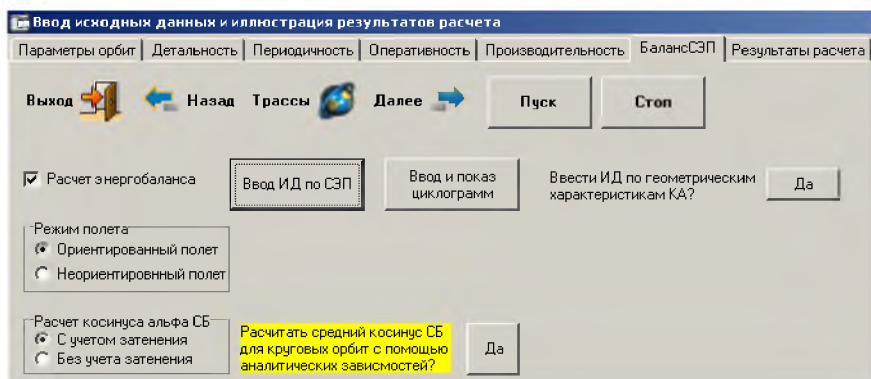 Ввод исходных данных и иллюстрация результатов расчета
Параметры орбит Детальность Периодичность Оперативность Производительность БалансСЭП Результаты расчета
Выход Назад Трассы Далее Пуск Стоп
Расчет энергобаланса
Ввод ИД по СЭП
Ввод и показ
циклограмм
Ввести ИД по геометрическим
характеристикам КА?
Да
Режим полета
Ориентированный полет
Неориентировнный полет
Расчет косинуса альфа СБ
С учетом затенения
Без учета затенения
Расчитать средний косинус СБ
для круговых орбит с помощью
аналитических зависмостей?
Да